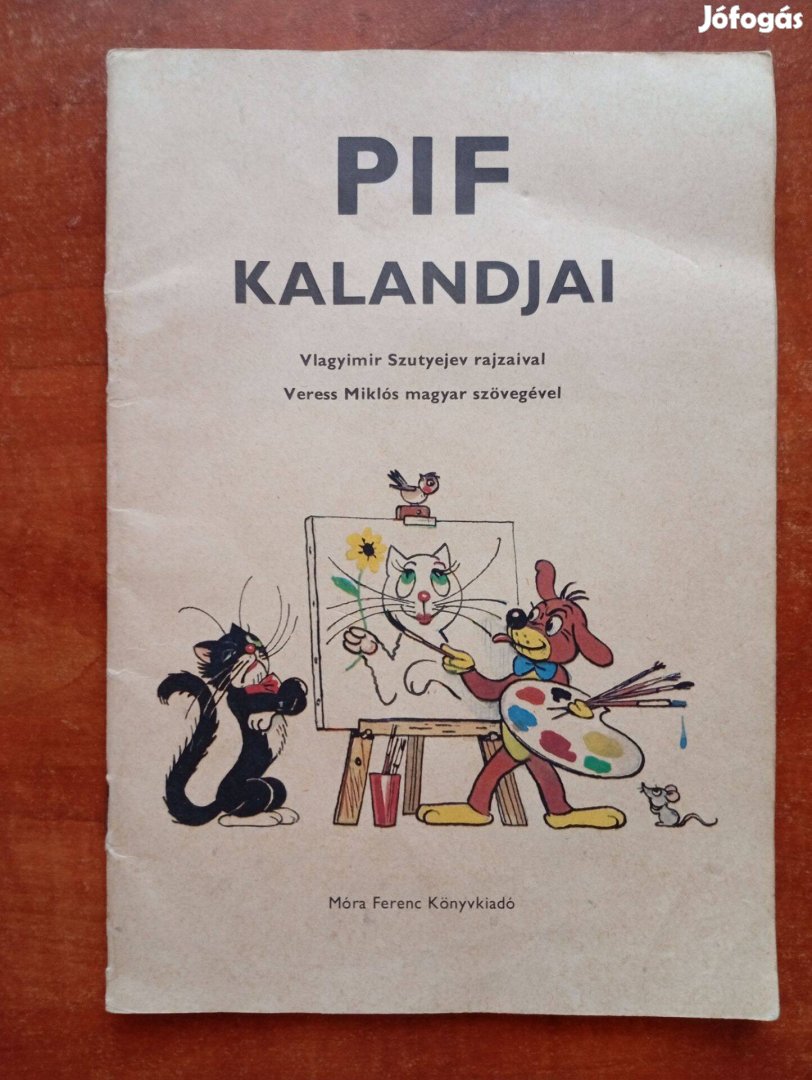 Jófogás
PIF
KALANDJAI
Vlagyimir Szutyejev rajzaival
Veress Miklós magyar szövegével
Móra Ferenc Könyvkiadó